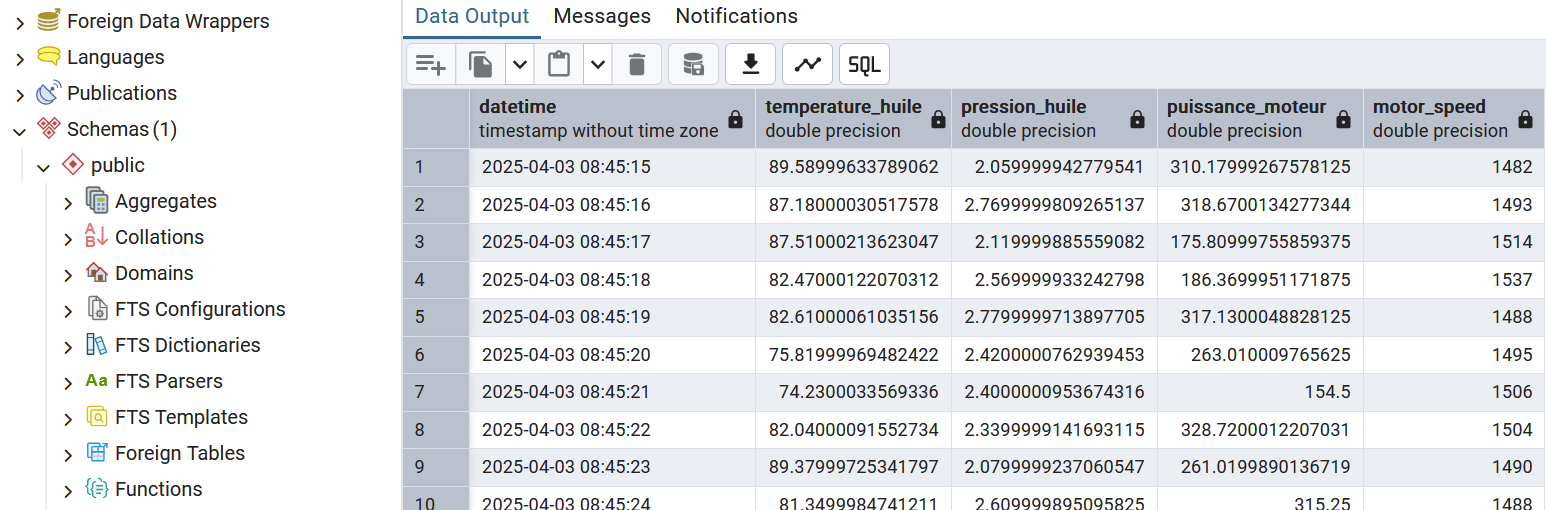 Foreign Data Wrappers
Languages
Publications
Schemas (1)
public
Aggregates
Collations
Domains
FTS Configurations
FTS Dictionaries
Aa FTS Parsers
FTS Templates
Foreign Tables
Functions
Data Output Messages Notifications
SQL
datetime temperature_huile pression_huile puissance_moteur motor_speed
timestamp without time zone double precision double precision double precision double precision
1 2025-04-03 08:45:15 89.58999633789062 2.059999942779541 310.17999267578125 1482
2 2025-04-03 08:45:16 87.18000030517578 2.7699999809265137 318.6700134277344 1493
3 2025-04-03 08:45:17 87.51000213623047 2.119999885559082 175.80999755859375 1514
4 2025-04-03 08:45:18 82.47000122070312 2.569999933242798 186.3699951171875 1537
5 2025-04-03 08:45:19 82.61000061035156 2.7799999713897705 317.1300048828125 1488
6 2025-04-03 08:45:20 75.81999969482422 2.4200000762939453 263.010009765625 1495
7 2025-04-03 08:45:21 74.2300033569336 2.4000000953674316 154.5 1506
8 2025-04-03 08:45:22 82.04000091552734 2.3399999141693115 328.7200012207031 1504
9 2025-04-03 08:45:23 89.37999725341797 2.0799999237060547 261.0199890136719 1490
10 2025-04-03 08:45:24 81.3499984741211 2.609999895095825 315.25 1488